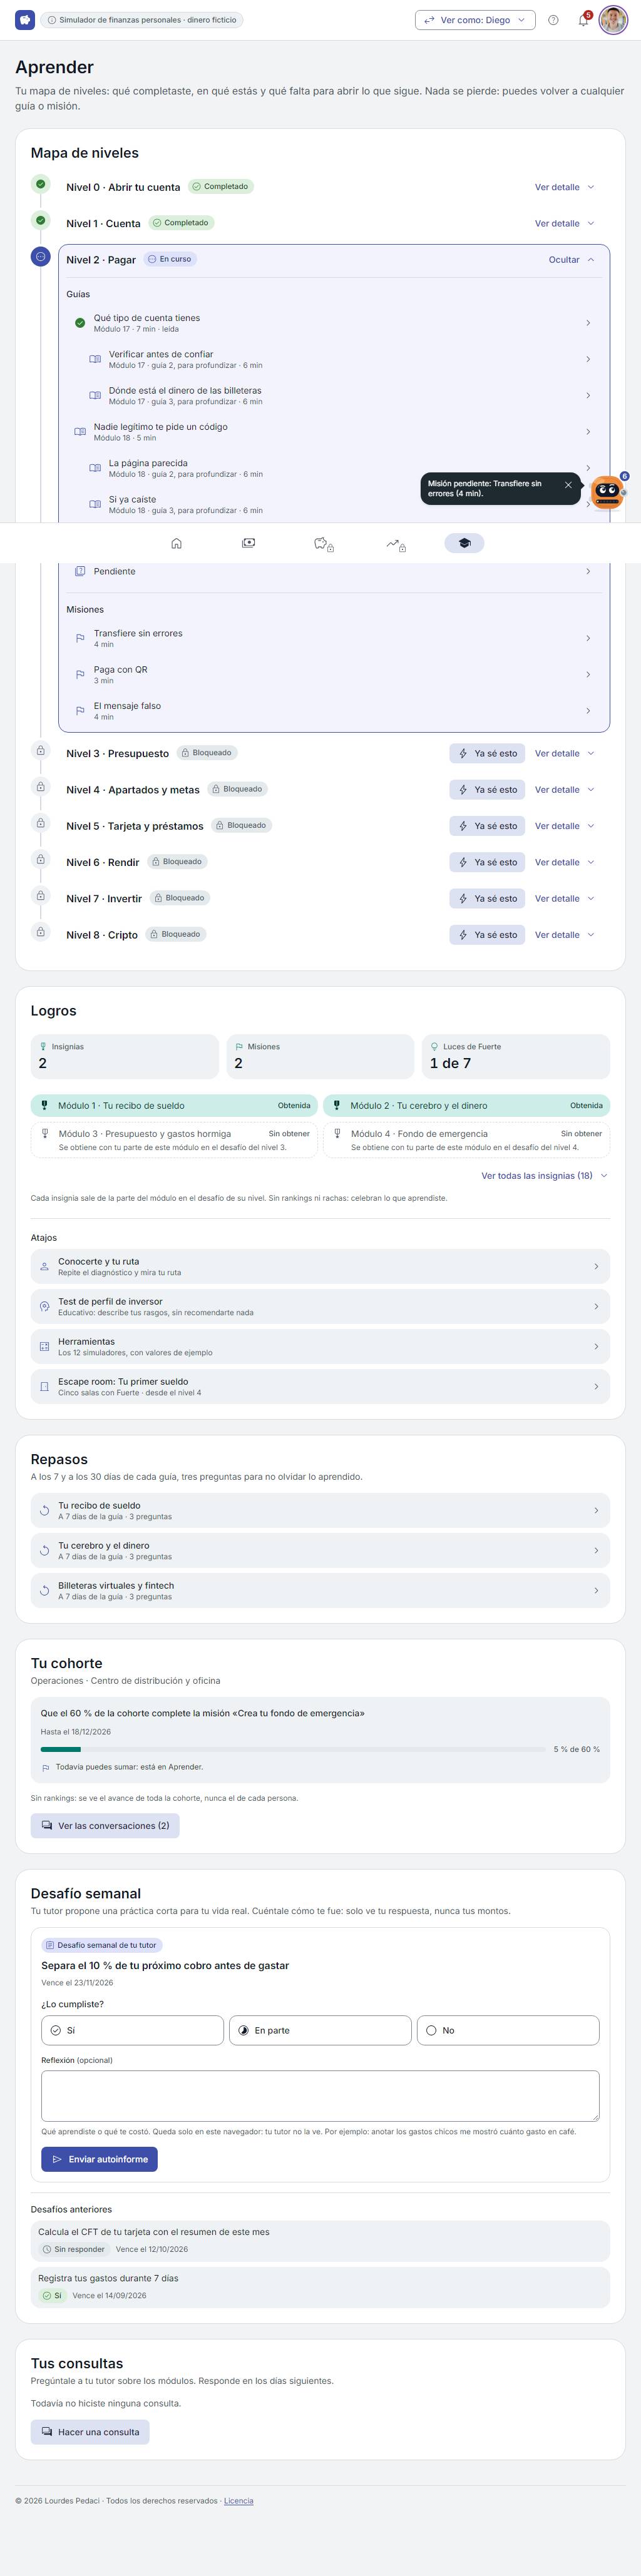 Simulador de finanzas personales · dinero ficticio
Ver como: Diego
5
Aprender
Tu mapa de niveles: qué completaste, en qué estás y qué falta para abrir lo que sigue. Nada se pierde: puedes volver a cualquier
guía o misión.
Mapa de niveles
Nivel 0 · Abrir tu cuenta
Completado
Ver detalle
Nivel 1 · Cuenta
Completado
Ver detalle
Nivel 2 · Pagar
En curso
Ocultar
Guías
Qué tipo de cuenta tienes
Módulo 17 · 7 min · leída
Verificar antes de confiar
Módulo 17 · guía 2, para profundizar · 6 min
Dónde está el dinero de las billeteras
Módulo 17 · guía 3, para profundizar · 6 min
Nadie legítimo te pide un código
Módulo 18 · 5 min
La página parecida
Módulo 18 · guía 2, para profundizar · 6 min
Si ya caíste
Módulo 18 · guía 3, para profundizar · 6 min
Misión pendiente: Transfiere sin
errores (4 min).
6
Pendiente
Misiones
Transfiere sin errores
4 min
Paga con QR
3 min
El mensaje falso
4 min
Nivel 3 · Presupuesto
Bloqueado
Ya sé esto
Ver detalle
Nivel 4 · Apartados y metas
Bloqueado
Ya sé esto
Ver detalle
Nivel 5 · Tarjeta y préstamos
Bloqueado
Ya sé esto
Ver detalle
Nivel 6 · Rendir
Bloqueado
Ya sé esto
Ver detalle
Nivel 7 · Invertir
Bloqueado
Ya sé esto
Ver detalle
Nivel 8 · Cripto
Bloqueado
Ya sé esto
Ver detalle
Logros
Insignias
2
Misiones
2
Luces de Fuerte
1 de 7
Módulo 1 · Tu recibo de sueldo
Obtenida
Módulo 2 · Tu cerebro y el dinero
Obtenida
Módulo 3 · Presupuesto y gastos hormiga
Sin obtener
Se obtiene con tu parte de este módulo en el desafío del nivel 3.
Módulo 4 · Fondo de emergencia
Sin obtener
Se obtiene con tu parte de este módulo en el desafío del nivel 4.
Ver todas las insignias (18)
Cada insignia sale de la parte del módulo en el desafío de su nivel. Sin rankings ni rachas: celebran lo que aprendiste.
Atajos
Conocerte y tu ruta
Repite el diagnóstico y mira tu ruta
Test de perfil de inversor
Educativo: describe tus rasgos, sin recomendarte nada
Herramientas
Los 12 simuladores, con valores de ejemplo
Escape room: Tu primer sueldo
Cinco salas con Fuerte · desde el nivel 4
Repasos
A los 7 y a los 30 días de cada guía, tres preguntas para no olvidar lo aprendido.
Tu recibo de sueldo
A 7 días de la guía · 3 preguntas
Tu cerebro y el dinero
A 7 días de la guía · 3 preguntas
Billeteras virtuales y fintech
A 7 días de la guía · 3 preguntas
Tu cohorte
Operaciones · Centro de distribución y oficina
Que el 60 % de la cohorte complete la misión «Crea tu fondo de emergencia»
Hasta el 18/12/2026
5 % de 60 %
Todavía puedes sumar: está en Aprender.
Sin rankings: se ve el avance de toda la cohorte, nunca el de cada persona.
Ver las conversaciones (2)
Desafío semanal
Tu tutor propone una práctica corta para tu vida real. Cuéntale cómo te fue: solo ve tu respuesta, nunca tus montos.
Desafío semanal de tu tutor
Separa el 10 % de tu próximo cobro antes de gastar
Vence el 23/11/2026
¿Lo cumpliste?
Sí
En parte
No
Reflexión (opcional)
Qué aprendiste o qué te costó. Queda solo en este navegador: tu tutor no la ve. Por ejemplo: anotar los gastos chicos me mostró cuánto gasto en café.
Enviar autoinforme
Desafíos anteriores
Calcula el CFT de tu tarjeta con el resumen de este mes
Sin responder
Vence el 12/10/2026
Registra tus gastos durante 7 días
Sí
Vence el 14/09/2026
Tus consultas
Pregúntale a tu tutor sobre los módulos. Responde en los días siguientes.
Todavía no hiciste ninguna consulta.
Hacer una consulta
© 2026 Lourdes Pedaci · Todos los derechos reservados · Licencia